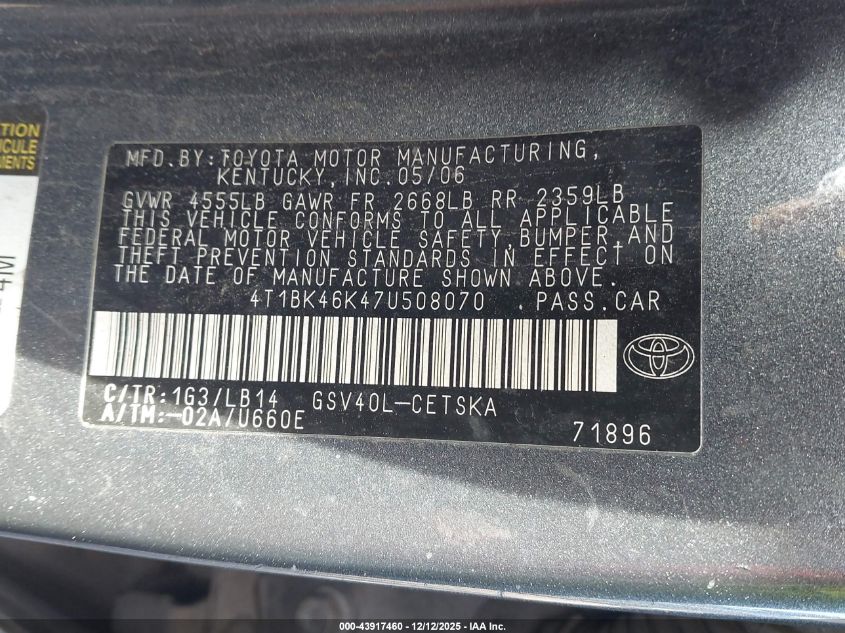 TION
HICULE
MENTS
MFD.BY:TOYOTA MOTOR MANUFACTURING,
KENTUCKY,INC.05/06
GVWR 4555LB GAWR FR 2668LB RR 2359LB
THIS VEHICLE CONFORMS TO ALL APPLICABLE
FEDERAL MOTOR VEHICLE SAFETY,BUMPER,AND
THEFT PREVENTION STANDARDS IN EFFECT ON
THE DATE OF MANUFACTURE SHOWN ABOVE.
4T1BK46K47U508070 .PASS.CAR
C/TR:1G3/LB14 GSV40L-CETSKA
A/TM:-02A/U660E
71896
000-43917460 - 12/12/2025 - IAA Inc.